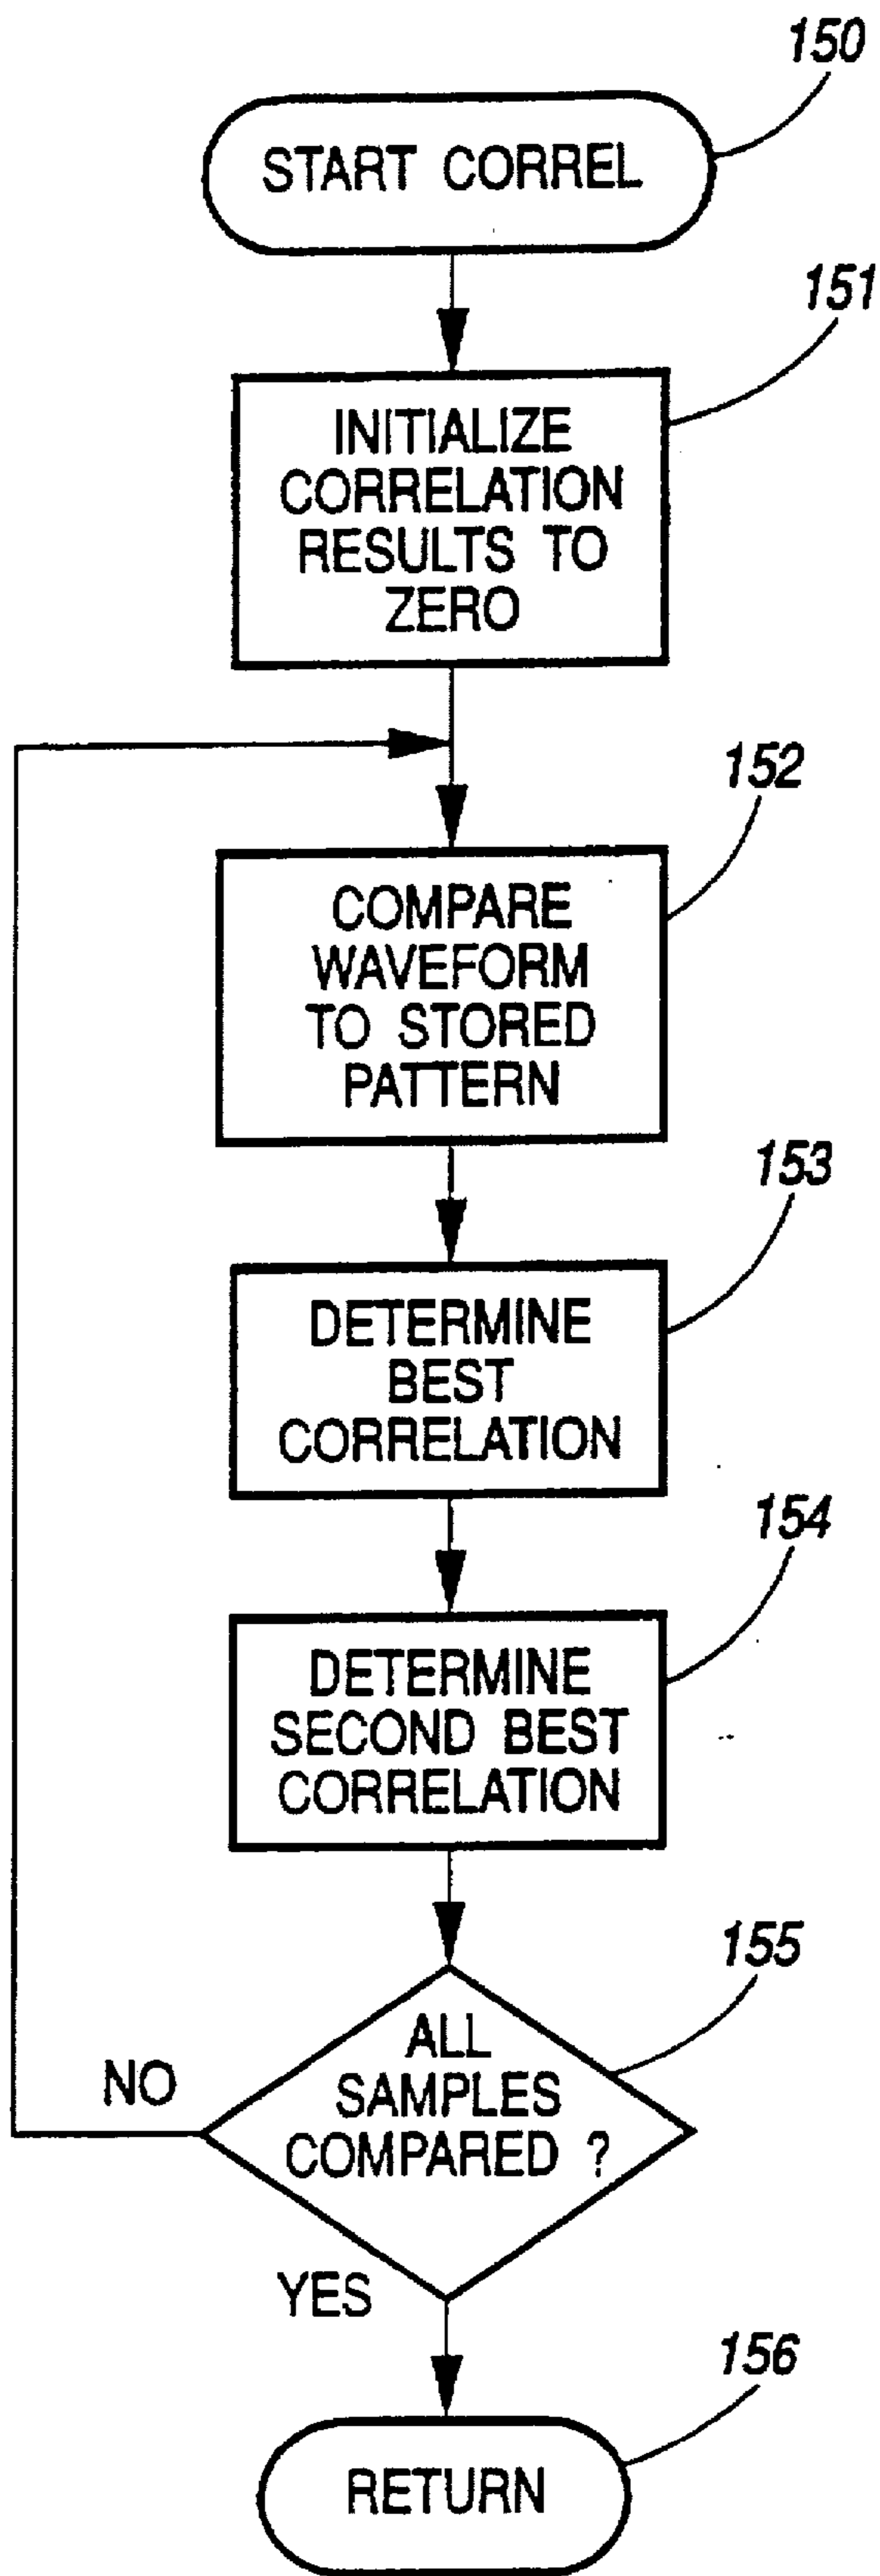 150
START CORREL
151
INITIALIZE
CORRELATION
RESULTS TO
ZERO
152
COMPARE
WAVEFORM
TO STORED
PATTERN
153
DETERMINE
BEST
CORRELATION
154
DETERMINE
SECOND BEST
CORRELATION
155
ALL
SAMPLES
COMPARED ?
NO
YES
156
RETURN